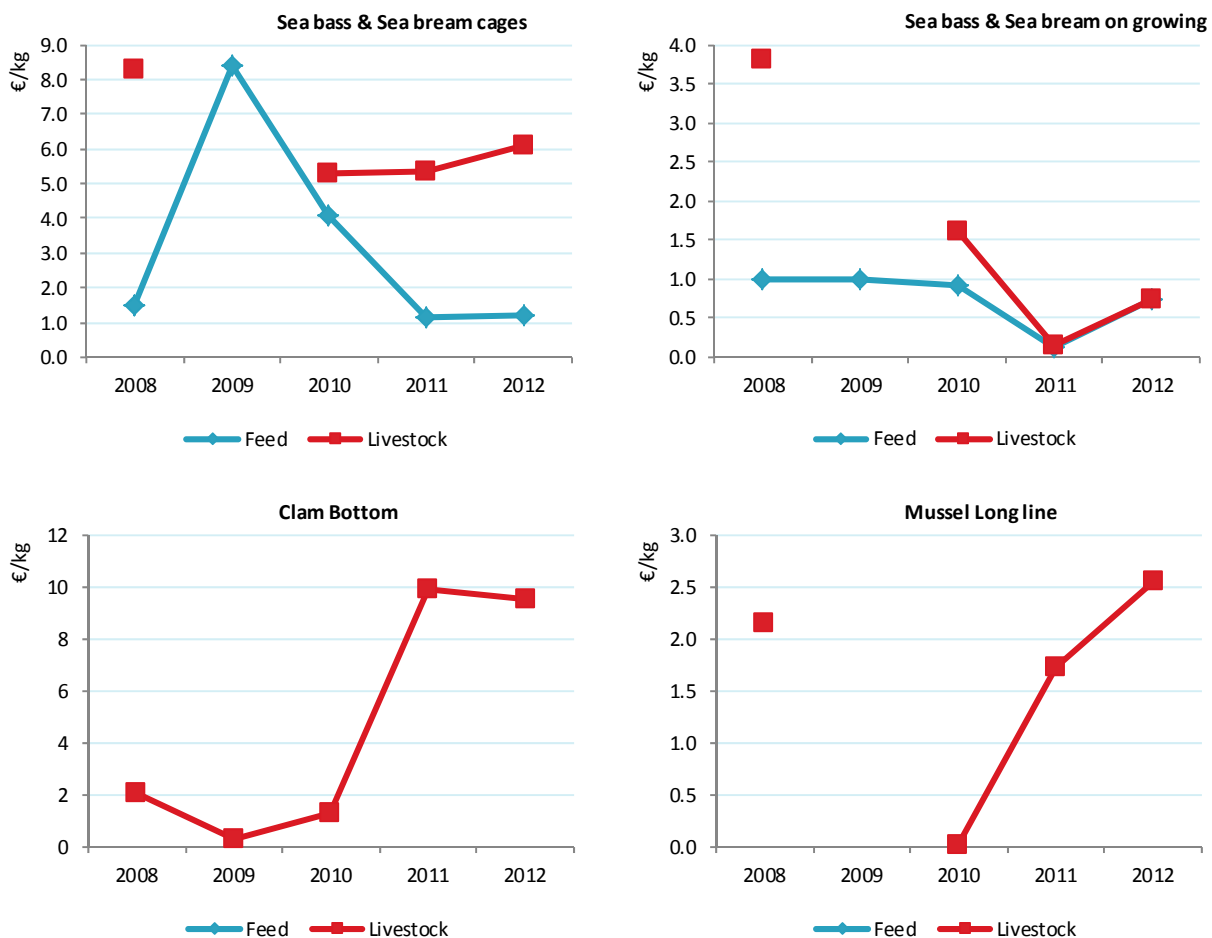 Sea bass & Sea bream cages
€/kg
9.0
8.0
7.0
6.0
5.0
4.0
3.0
2.0
1.0
0.0
2008 2009 2010 2011 2012
Feed Livestock
Sea bass & Sea bream on growing
€/kg
4.0
3.5
3.0
2.5
2.0
1.5
1.0
0.5
0.0
2008 2009 2010 2011 2012
Feed Livestock
Clam Bottom
€/kg
12
10
8
6
4
2
0
2008 2009 2010 2011 2012
Feed Livestock
Mussel Long line
€/kg
3.0
2.5
2.0
1.5
1.0
0.5
0.0
2008 2009 2010 2011 2012
Feed Livestock